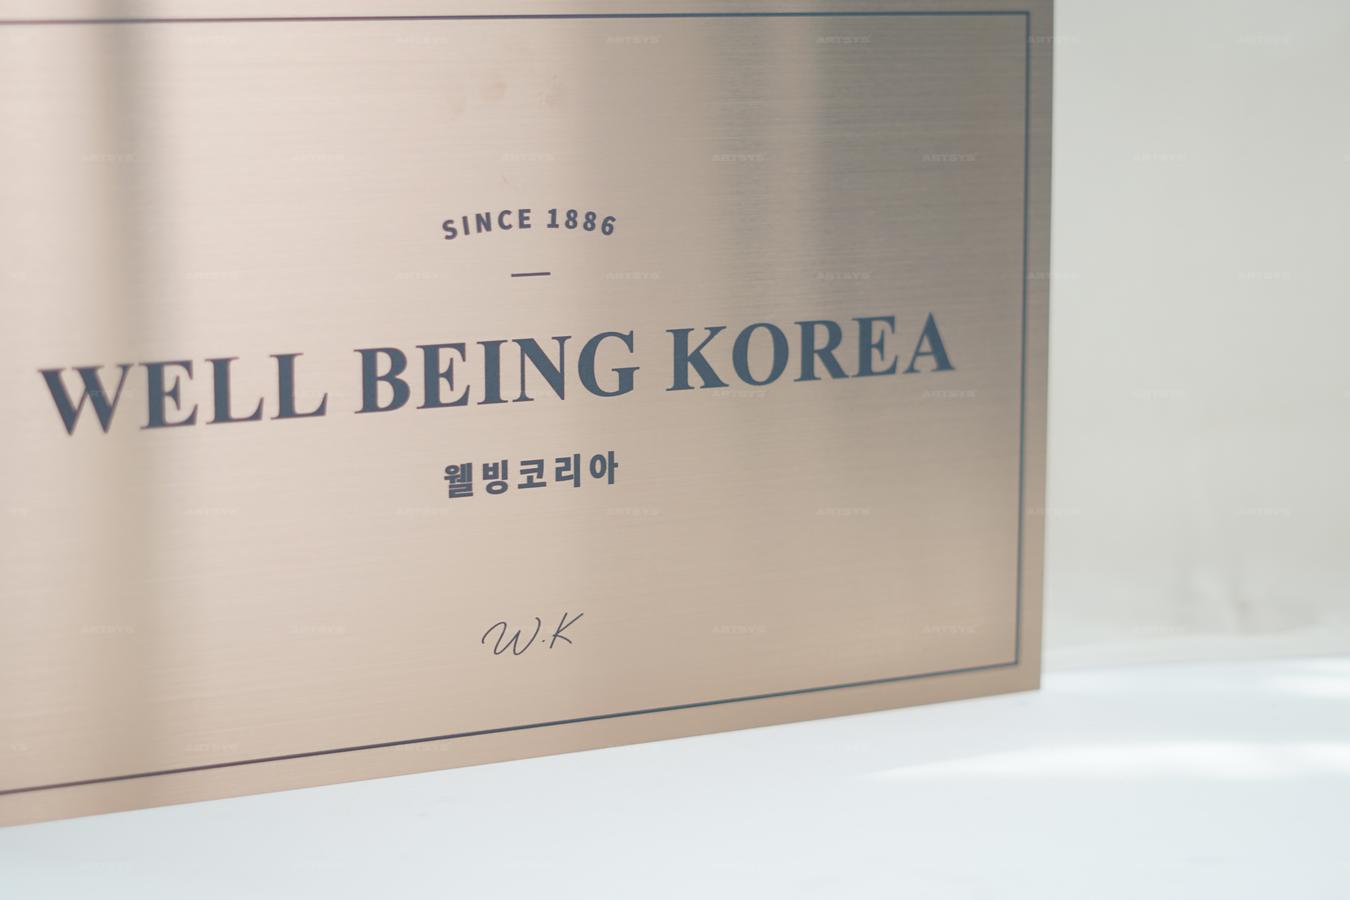 SINCE 1886
WELL BEING KOREA
웰빙코리아
W.K